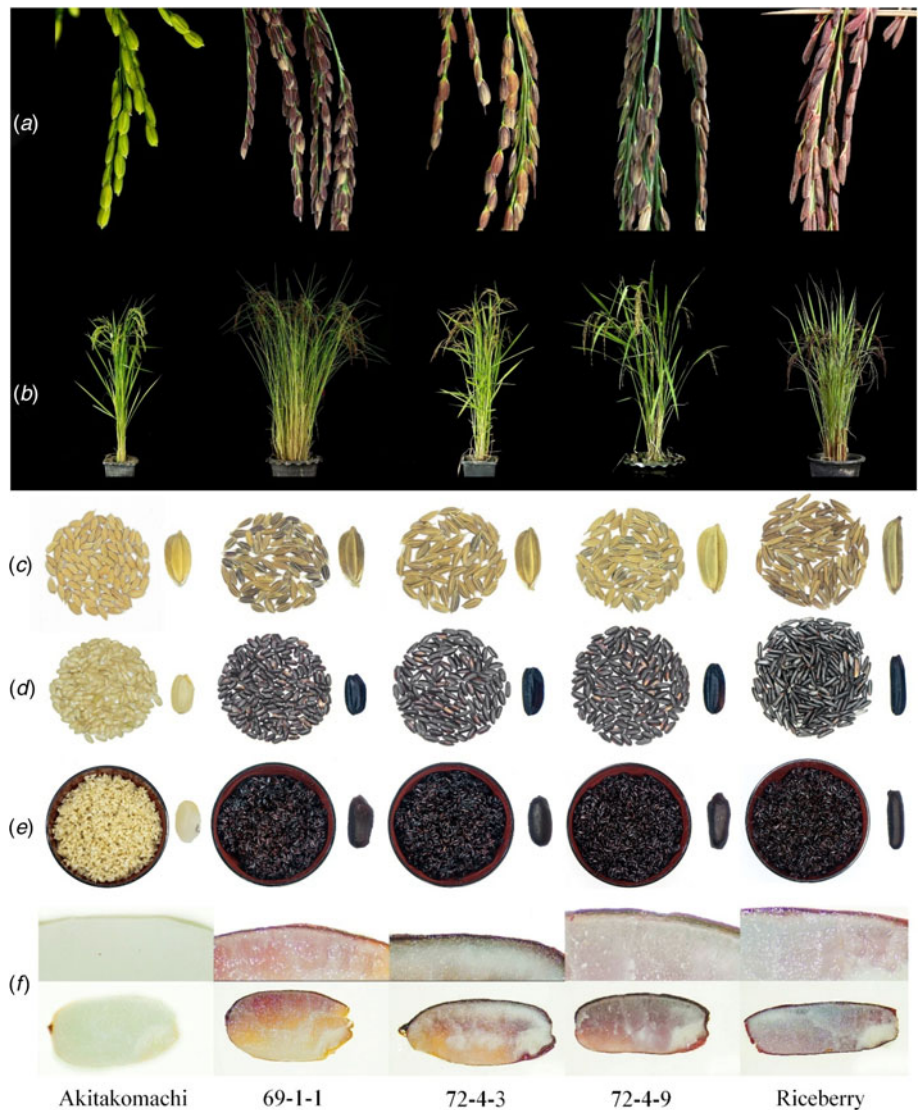 (a)
(b)
(c)
(d)
(e)
(f)
Akitakomachi 69-1-1 72-4-3 72-4-9 Riceberry